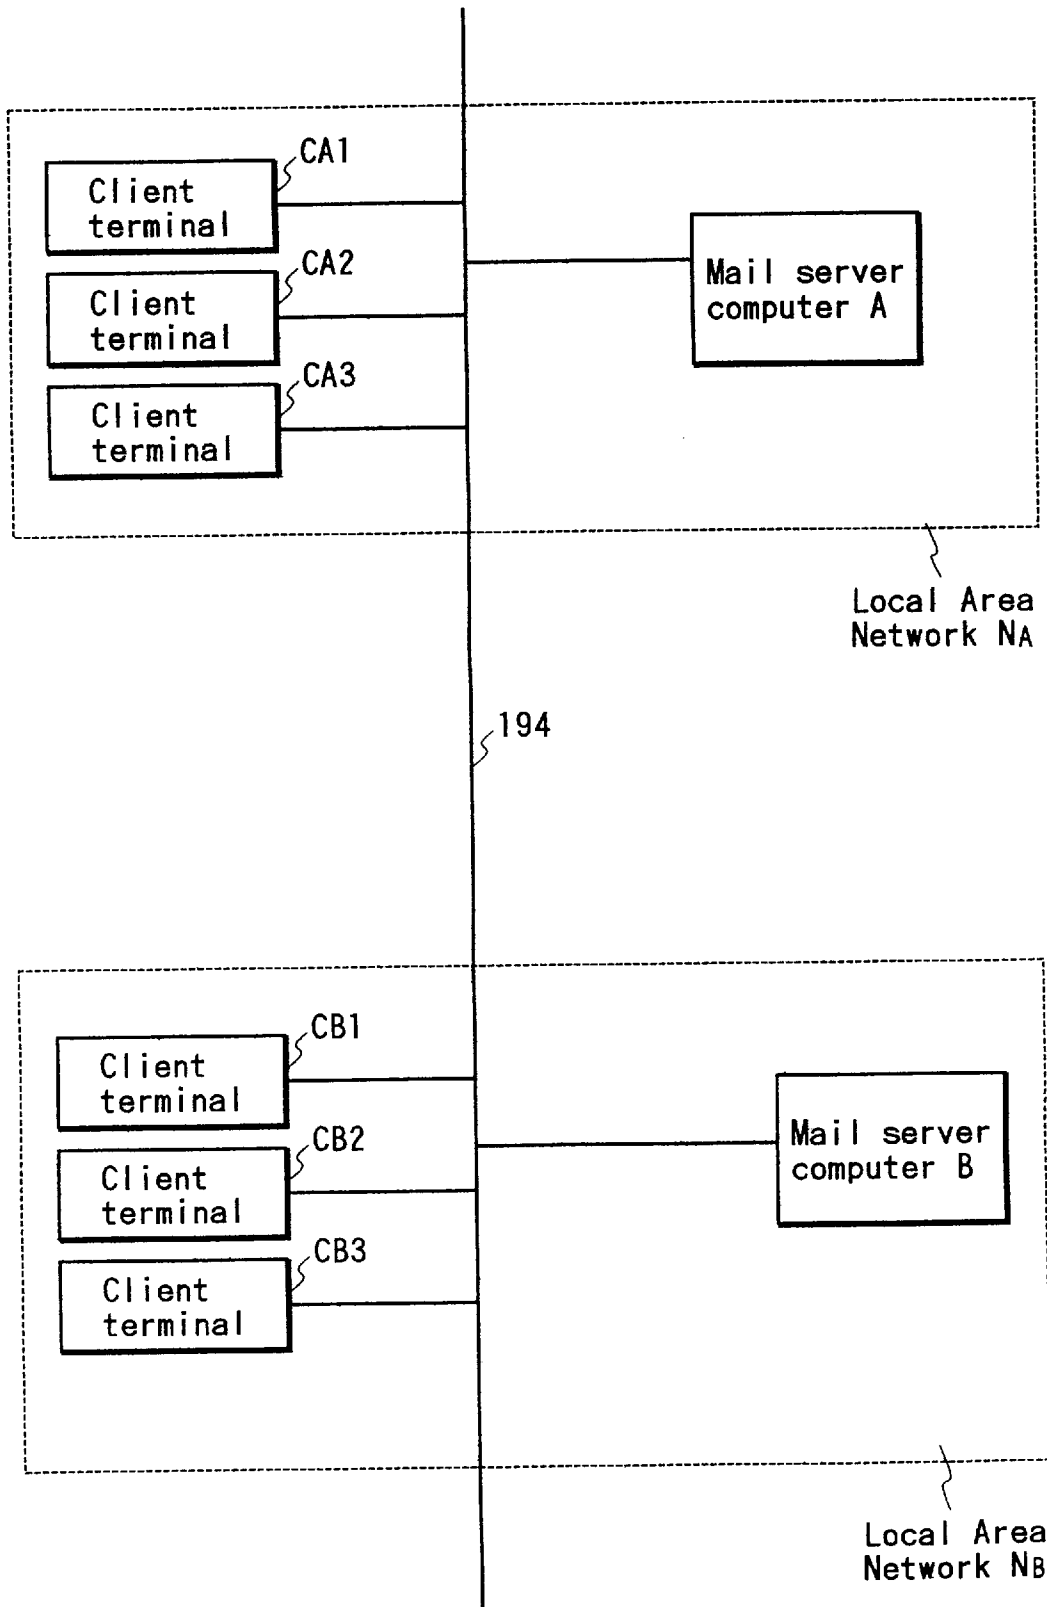 CA1
Client
terminal
CA2
Client
terminal
CA3
Client
terminal
Mail server
computer A
Local Area
Network NA
194
CB1
Client
terminal
CB2
Client
terminal
CB3
Client
terminal
Mail server
computer B
Local Area
Network NB